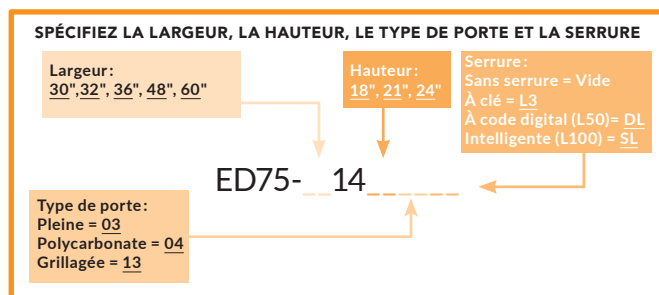 SPÉCIFIEZ LA LARGEUR, LA HAUTEUR, LE TYPE DE PORTE ET LA SERRURE
Largeur:
30",32", 36", 48", 60"
Hauteur:
18", 21", 24"
Serrure:
Sans serrure = Vide
À clé = L3
À code digital (L50)= DL
Intelligente (L100) = SL
ED75-__14______
Type de porte:
Pleine = 03
Polycarbonate = 04
Grillagée = 13